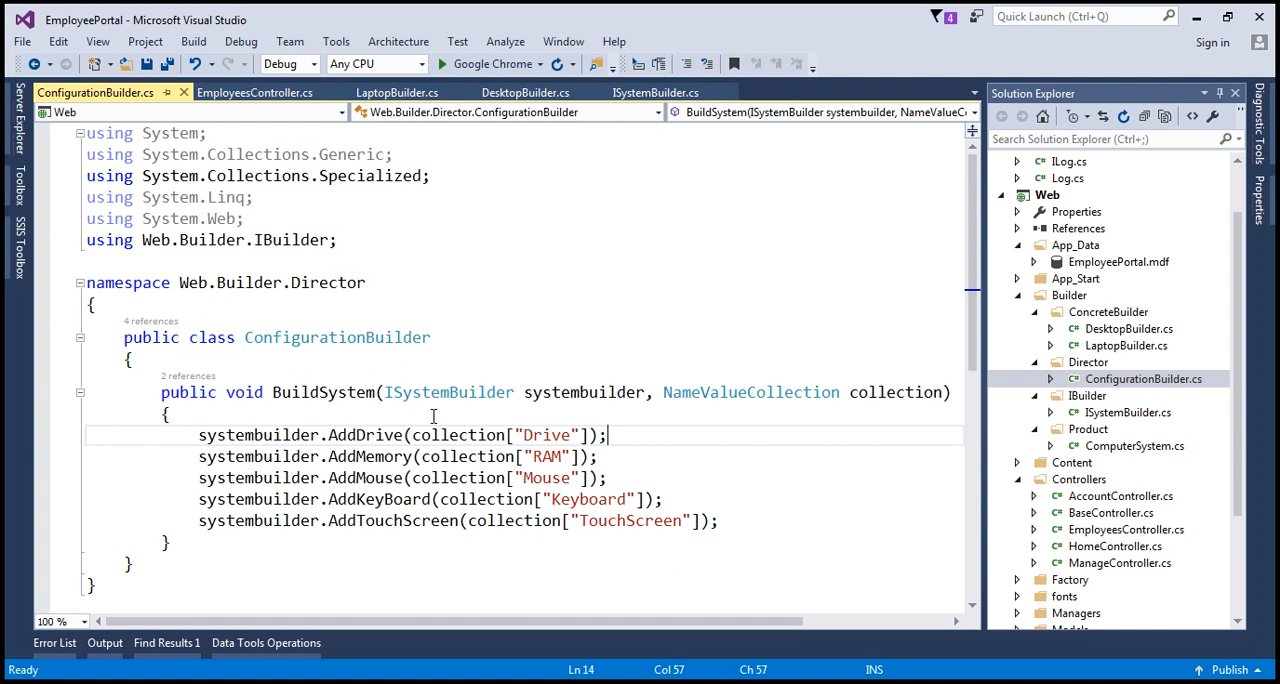 EmployeePortal - Microsoft Visual Studio
4
Quick Launch (Ctrl+Q)
File Edit View Project Build Debug Team Tools Architecture Test Analyze Window Help
Sign in
Debug Any CPU Google Chrome
Server Explorer
Toolbox
SSIS Toolbox
ConfigurationBuilder.cs EmployeesController.cs LaptopBuilder.cs DesktopBuilder.cs ISystemBuilder.cs
Web Web.Builder.Director.ConfigurationBuilder BuildSystem(ISystemBuilder systembuilder, NameValueCo
using System;
using System.Collections.Generic;
using System.Collections.Specialized;
using System.Linq;
using System.Web;
using Web.Builder.IBuilder;
namespace Web.Builder.Director
{
4 references
public class ConfigurationBuilder
{
2 references
public void BuildSystem(ISystemBuilder systembuilder, NameValueCollection collection)
{
systembuilder.AddDrive(collection["Drive"]);
systembuilder.AddMemory(collection["RAM"]);
systembuilder.AddMouse(collection["Mouse"]);
systembuilder.AddKeyBoard(collection["Keyboard"]);
systembuilder.AddTouchScreen(collection["TouchScreen"]);
}
}
}
100 %
Solution Explorer
Search Solution Explorer (Ctrl+;)
C# ILog.cs
C# Log.cs
Web
Properties
References
App_Data
EmployeePortal.mdf
App_Start
Builder
ConcreteBuilder
C# DesktopBuilder.cs
C# LaptopBuilder.cs
Director
C# ConfigurationBuilder.cs
IBuilder
C# ISystemBuilder.cs
Product
C# ComputerSystem.cs
Content
Controllers
C# AccountController.cs
C# BaseController.cs
C# EmployeesController.cs
C# HomeController.cs
C# ManageController.cs
Factory
fonts
Managers
Diagnostic Tools
Properties
Error List Output Find Results 1 Data Tools Operations
Ready Ln 14 Col 57 Ch 57 INS Publish